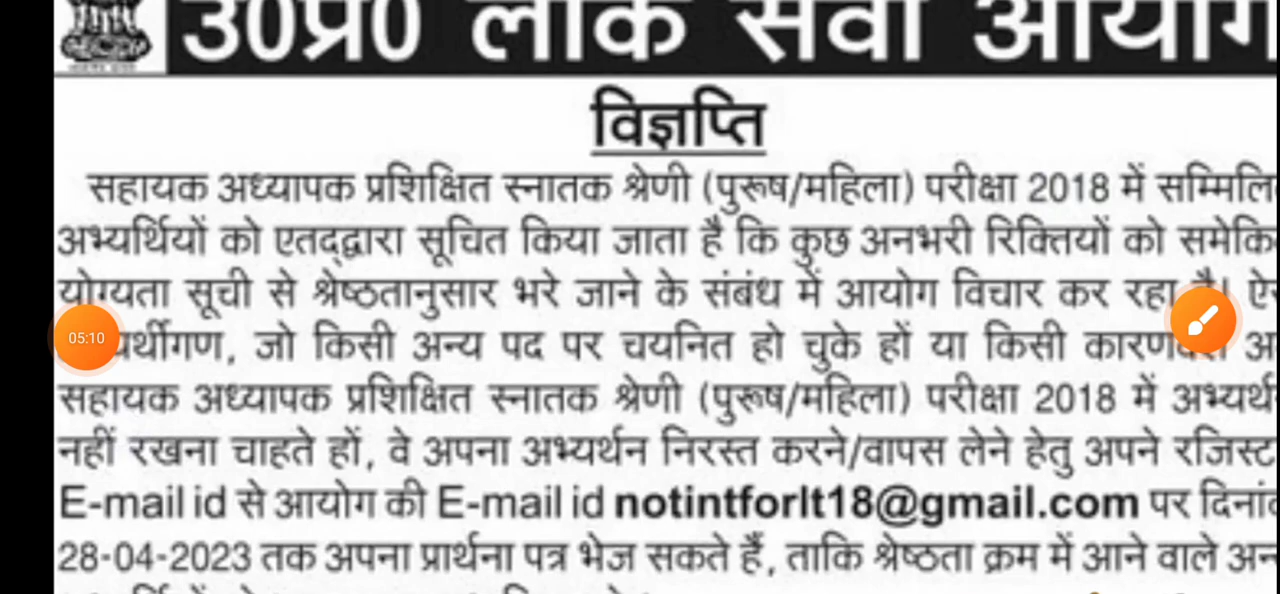 उ0प्र0 लोक सेवा आयोग
विज्ञप्ति
सहायक अध्यापक प्रशिक्षित स्नातक श्रेणी (पुरूष/महिला) परीक्षा 2018 में सम्मिलि
अभ्यर्थियों को एतद्द्वारा सूचित किया जाता है कि कुछ अनभरी रिक्तियों को समेकि
योग्यता सूची से श्रेष्ठतानुसार भरे जाने के संबंध में आयोग विचार कर रहा है। ऐ
05:10
र्थीगण, जो किसी अन्य पद पर चयनित हो चुके हों या किसी कारणवश अ
सहायक अध्यापक प्रशिक्षित स्नातक श्रेणी (पुरूष/महिला) परीक्षा 2018 में अभ्यर्थ
नहीं रखना चाहते हों, वे अपना अभ्यर्थन निरस्त करने/वापस लेने हेतु अपने रजिस्ट
E-mail id से आयोग की E-mail id notintforlt18@gmail.com पर दिनां
28-04-2023 तक अपना प्रार्थना पत्र भेज सकते हैं, ताकि श्रेष्ठता क्रम में आने वाले अन